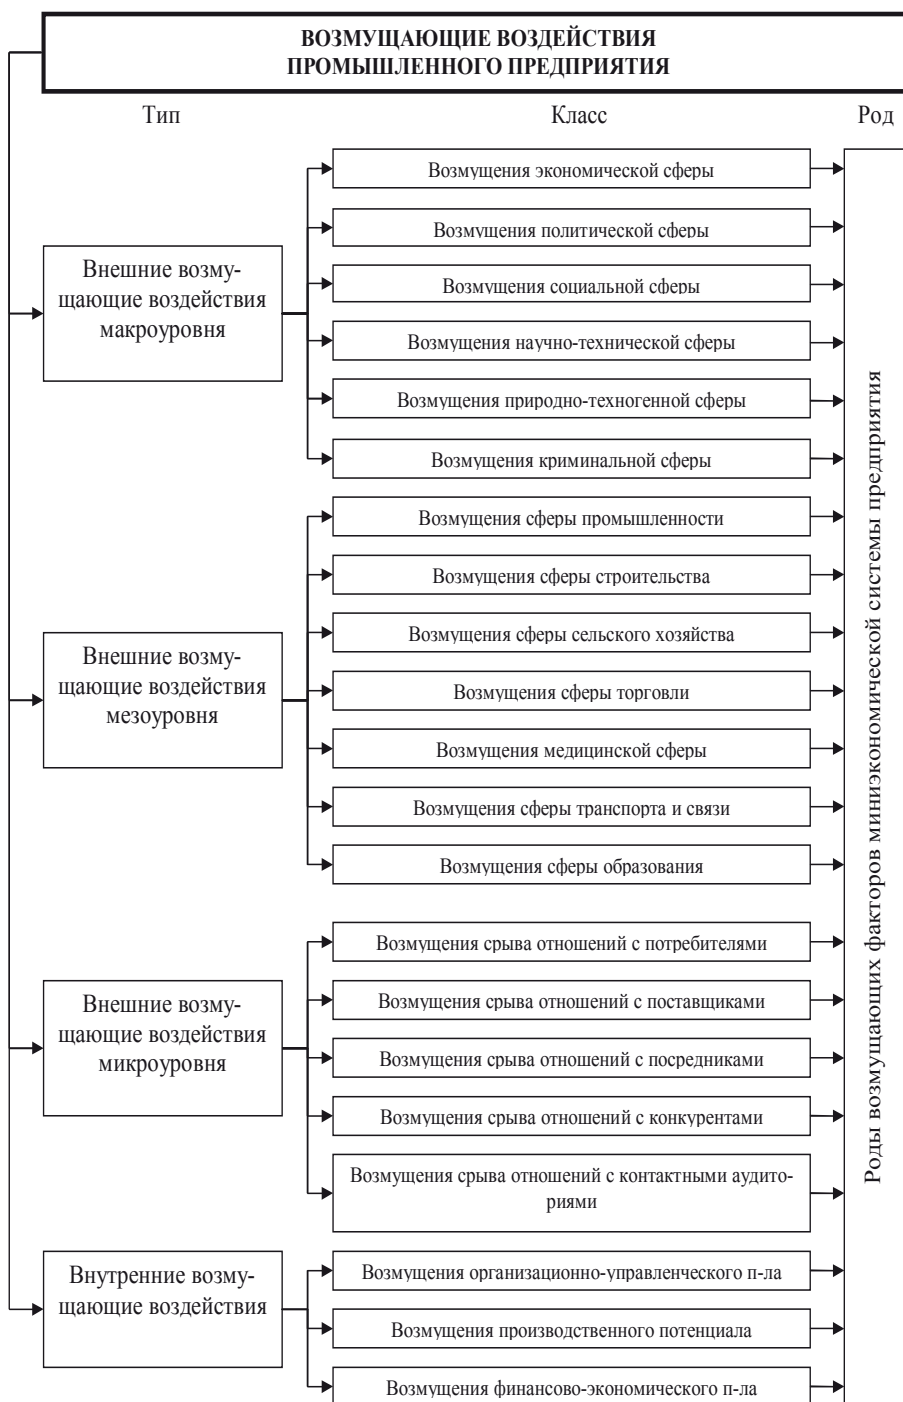 ВОЗМУЩАЮЩИЕ ВОЗДЕЙСТВИЯ
ПРОМЫШЛЕННОГО ПРЕДПРИЯТИЯ
Тип
Класс
Род
Внешние возму-
щающие воздействия
макроуровня
Возмущения экономической сферы
Возмущения политической сферы
Возмущения социальной сферы
Возмущения научно-технической сферы
Возмущения природно-техногенной сферы
Возмущения криминальной сферы
Внешние возму-
щающие воздействия
мезоуровня
Возмущения сферы промышленности
Возмущения сферы строительства
Возмущения сферы сельского хозяйства
Возмущения сферы торговли
Возмущения медицинской сферы
Возмущения сферы транспорта и связи
Возмущения сферы образования
Внешние возму-
щающие воздействия
микроуровня
Возмущения срыва отношений с потребителями
Возмущения срыва отношений с поставщиками
Возмущения срыва отношений с посредниками
Возмущения срыва отношений с конкурентами
Возмущения срыва отношений с контактными аудито-
риями
Внутренние возму-
щающие воздействия
Возмущения организационно-управленческого п-ла
Возмущения производственного потенциала
Возмущения финансово-экономического п-ла
Роды возмущающих факторов миниэкономической системы предприятия